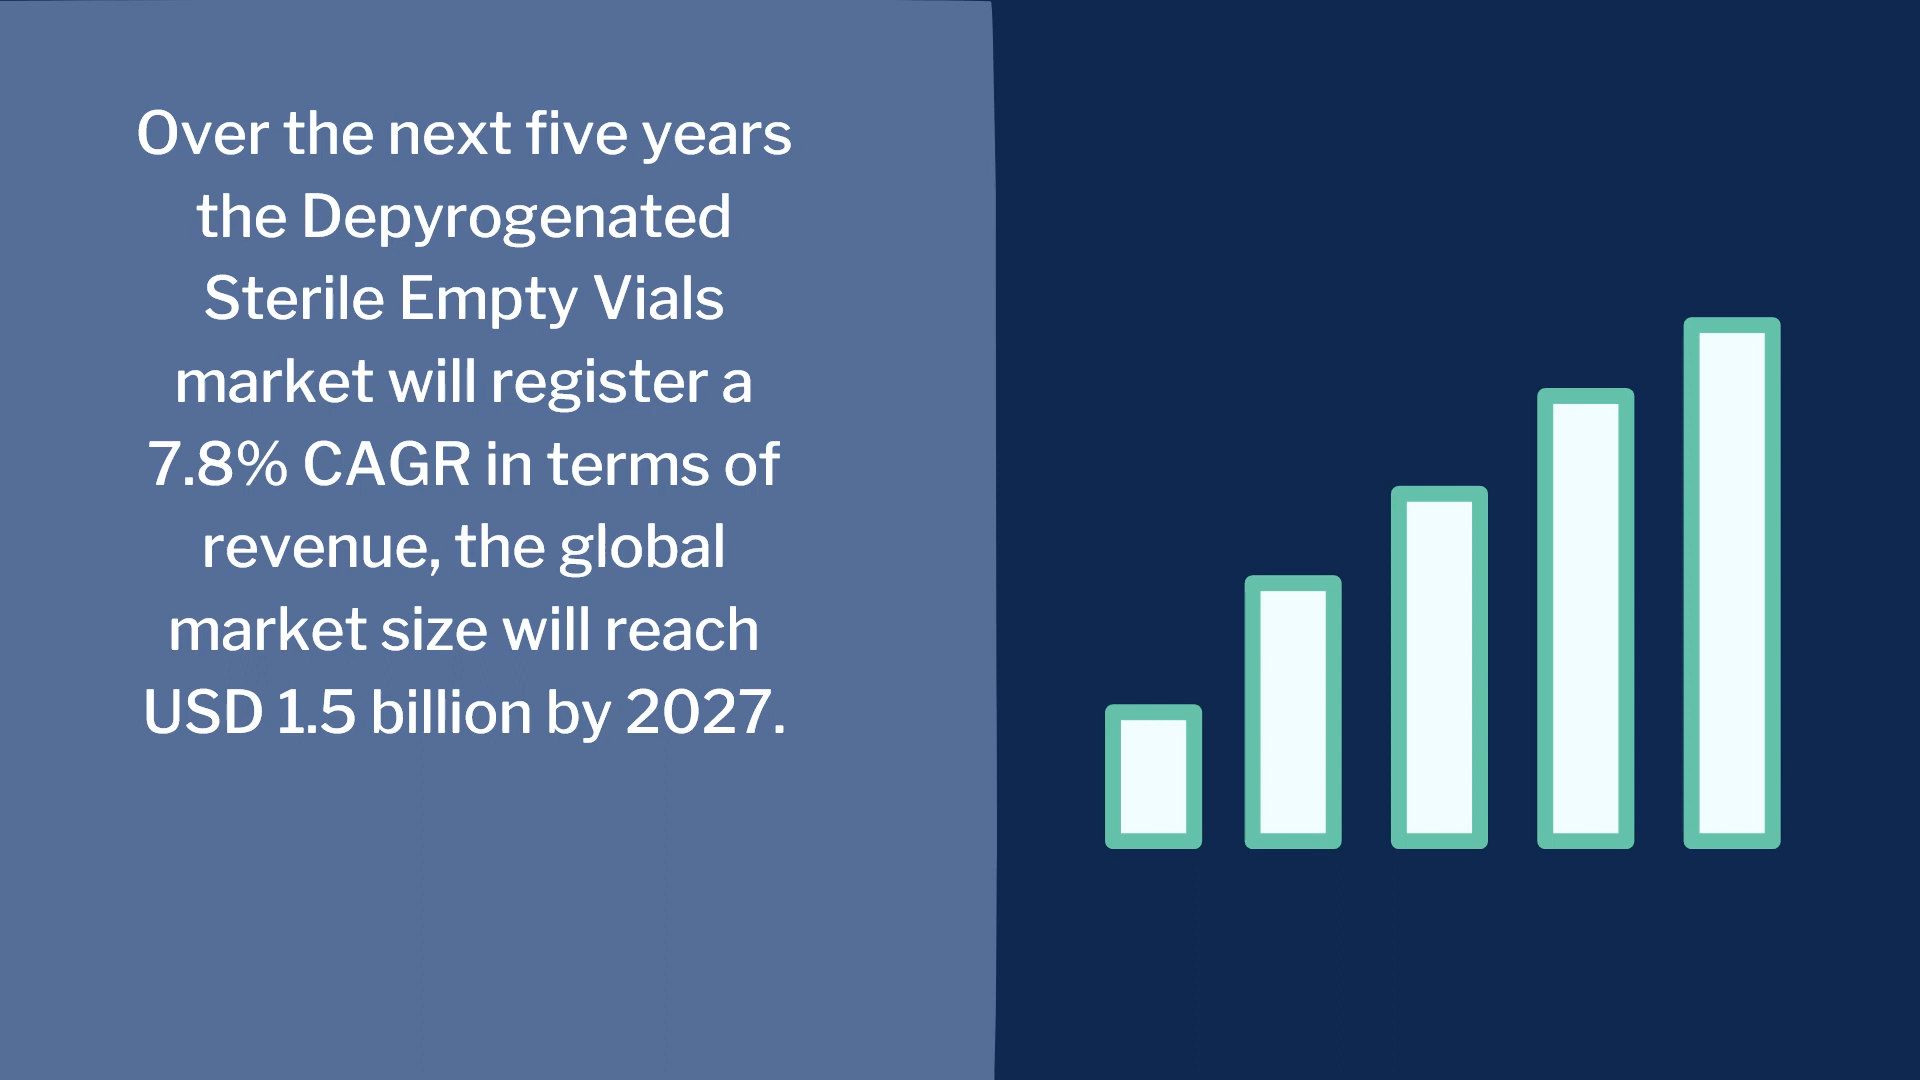 Over the next five years
the Depyrogenated
Sterile Empty Vials
market will register a
7.8% CAGR in terms of
revenue, the global
market size will reach
USD 1.5 billion by 2027.